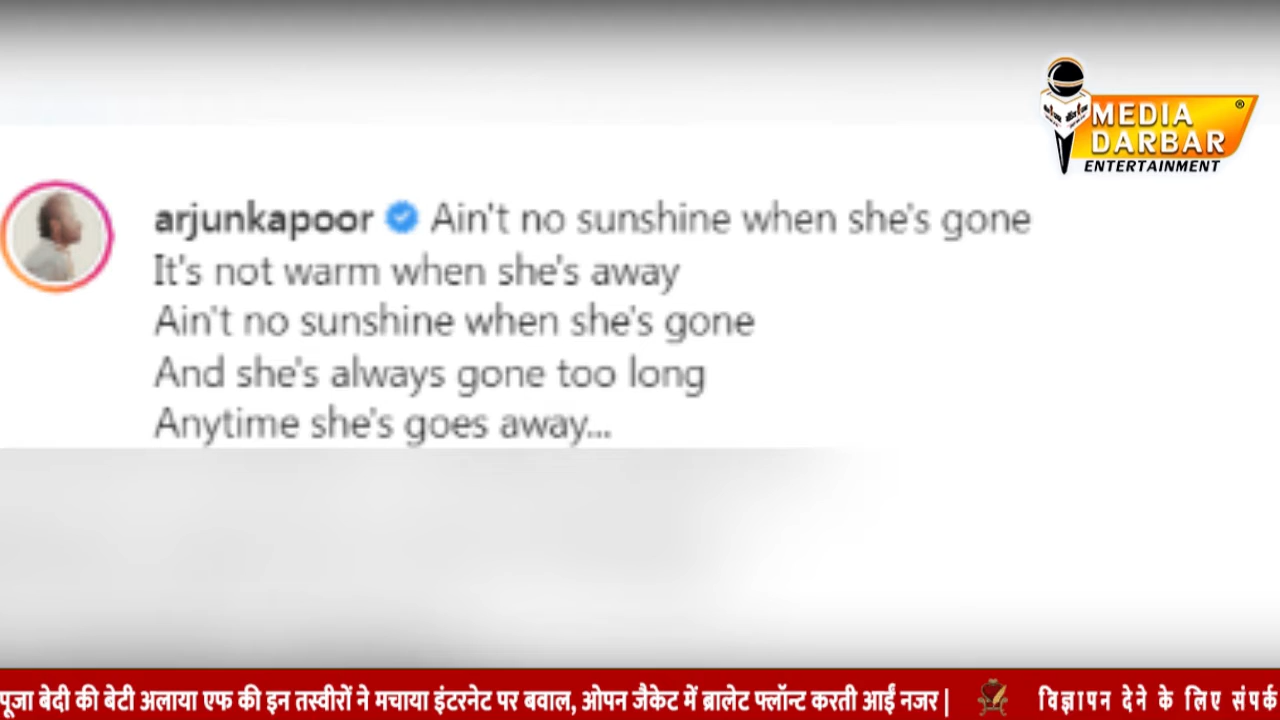 MEDIA
DARBAR
®
ENTERTAINMENT
arjunkapoor Ain't no sunshine when she's gone
It's not warm when she's away
Ain't no sunshine when she's gone
And she's always gone too long
Anytime she's goes away...
पूजा बेदी की बेटी अलाया एफ की इन तस्वीरों ने मचाया इंटरनेट पर बवाल, ओपन जैकेट में ब्रालेट फ्लॉन्ट करती आईं नजर | विज्ञापन देने के लिए संपर्क